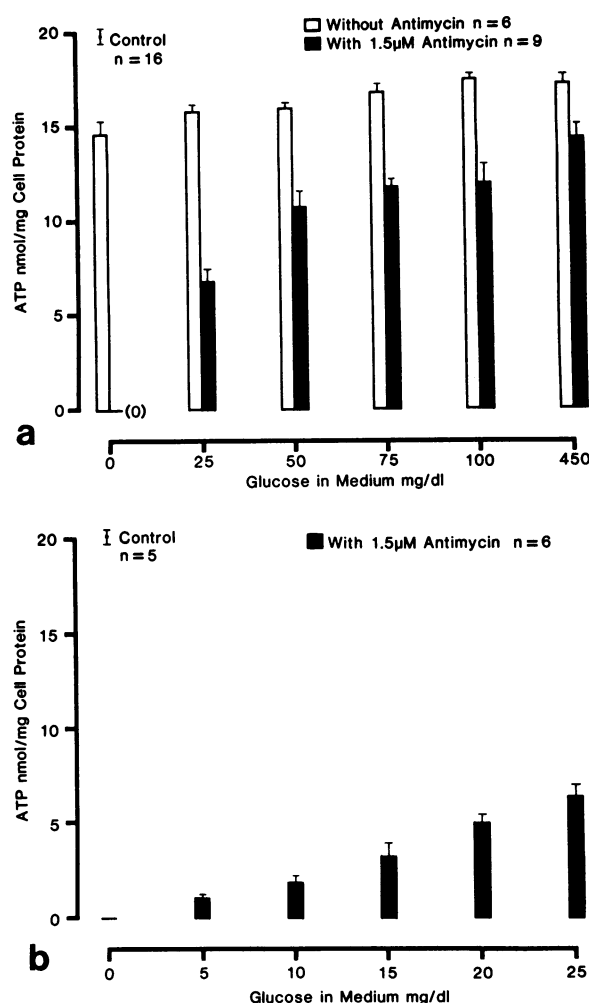 Without Antimycin n = 6
With 1.5µM Antimycin n = 9
Control
n = 16
20
15
10
5
0
ATP nmol/mg Cell Protein
(0)
a
0 25 50 75 100 450
Glucose in Medium mg/dl
Control
n = 5
With 1.5µM Antimycin n = 6
20
15
10
5
0
ATP nmol/mg Cell Protein
b
0 5 10 15 20 25
Glucose in Medium mg/dl